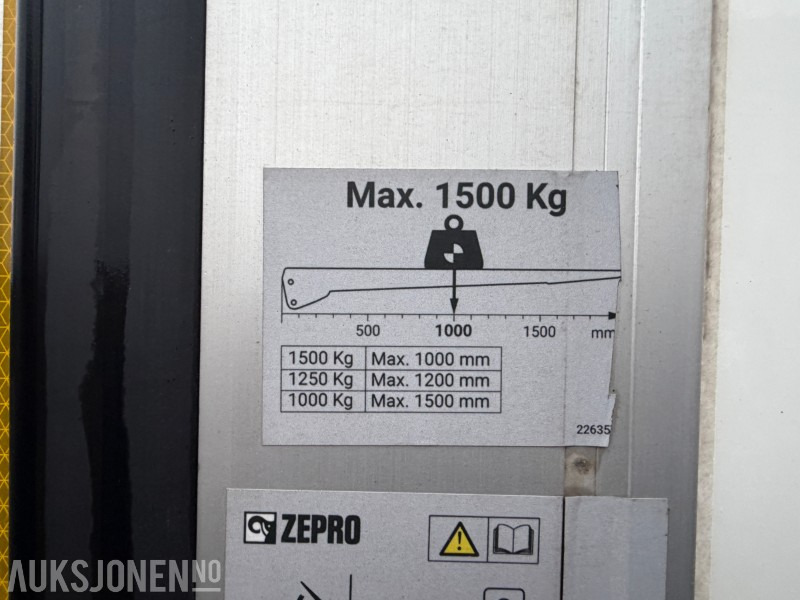 Max. 1500 Kg
500 1000 1500 mm
1500 Kg Max. 1000 mm
1250 Kg Max. 1200 mm
1000 Kg Max. 1500 mm
22635
ZEPRO
AUKSJONEN.NO